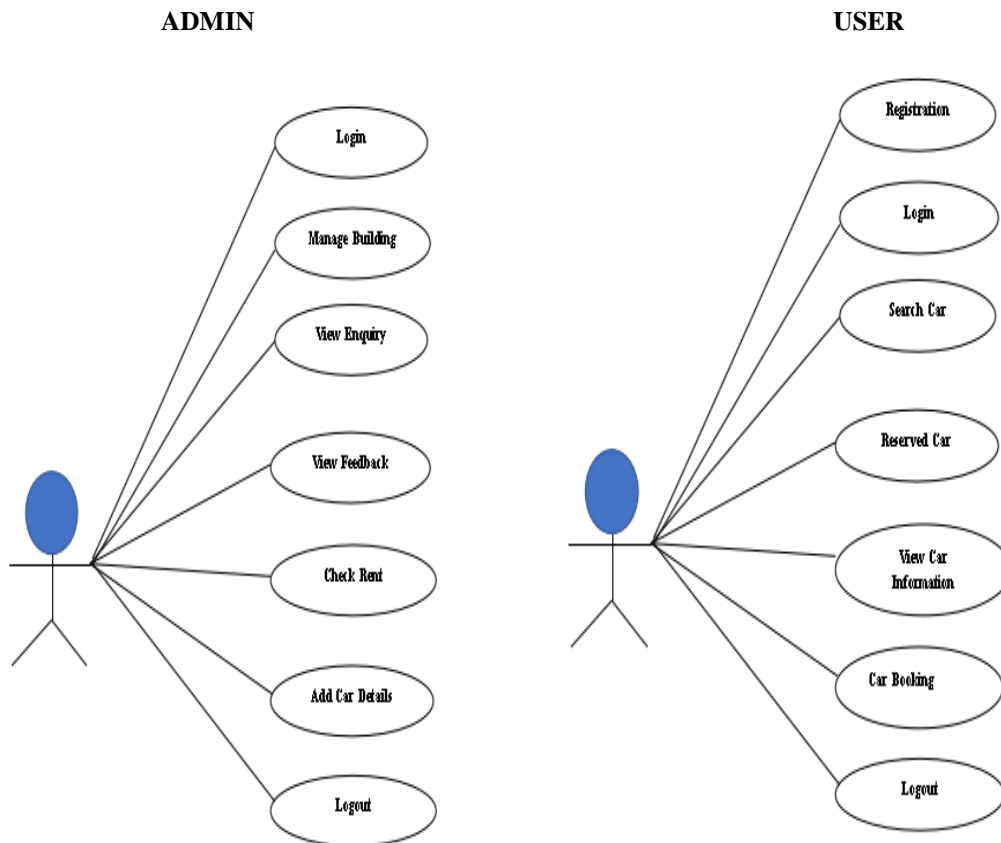 ADMIN
USER
Login
Manage Building
View Enquiry
View Feedback
Check Rent
Add Car Details
Logout
Registration
Login
Search Car
Reserved Car
View Car
Information
Car Booking
Logout